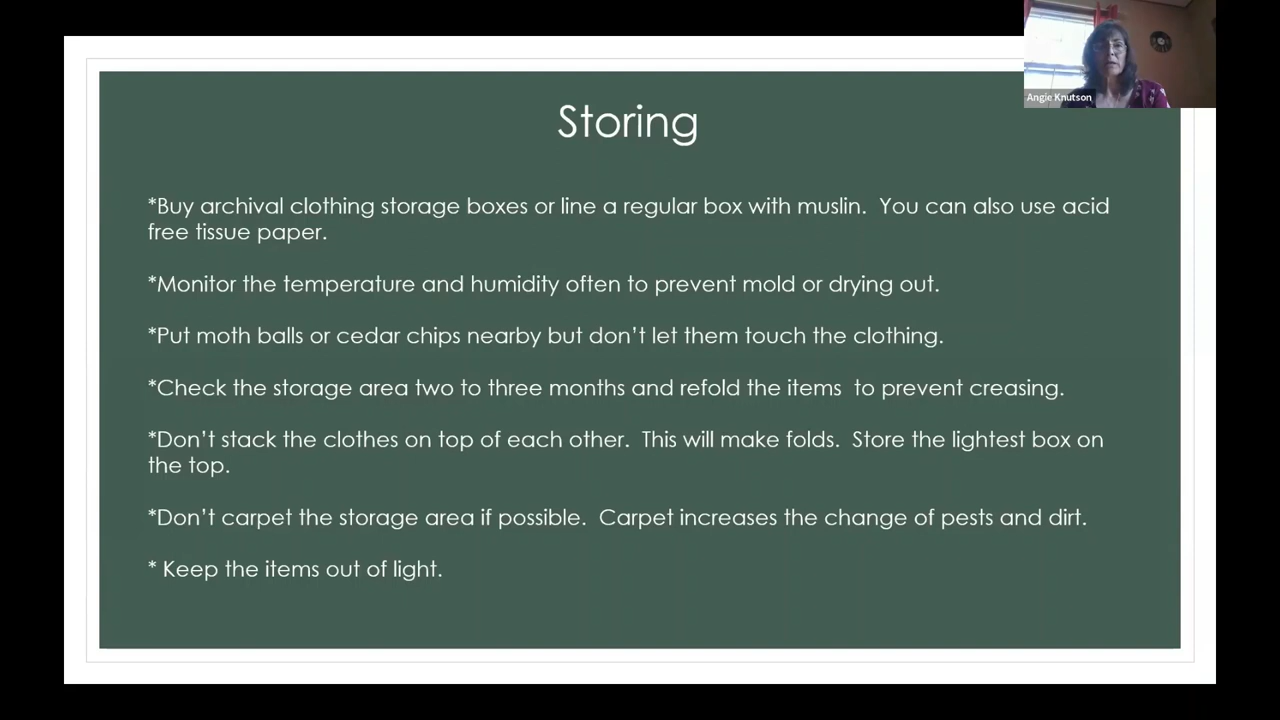 Angie Knutson
Storing
*Buy archival clothing storage boxes or line a regular box with muslin.  You can also use acid
free tissue paper.
*Monitor the temperature and humidity often to prevent mold or drying out.
*Put moth balls or cedar chips nearby but don’t let them touch the clothing.
*Check the storage area two to three months and refold the items  to prevent creasing.
*Don’t stack the clothes on top of each other.  This will make folds.  Store the lightest box on
the top.
*Don’t carpet the storage area if possible.  Carpet increases the change of pests and dirt.
* Keep the items out of light.